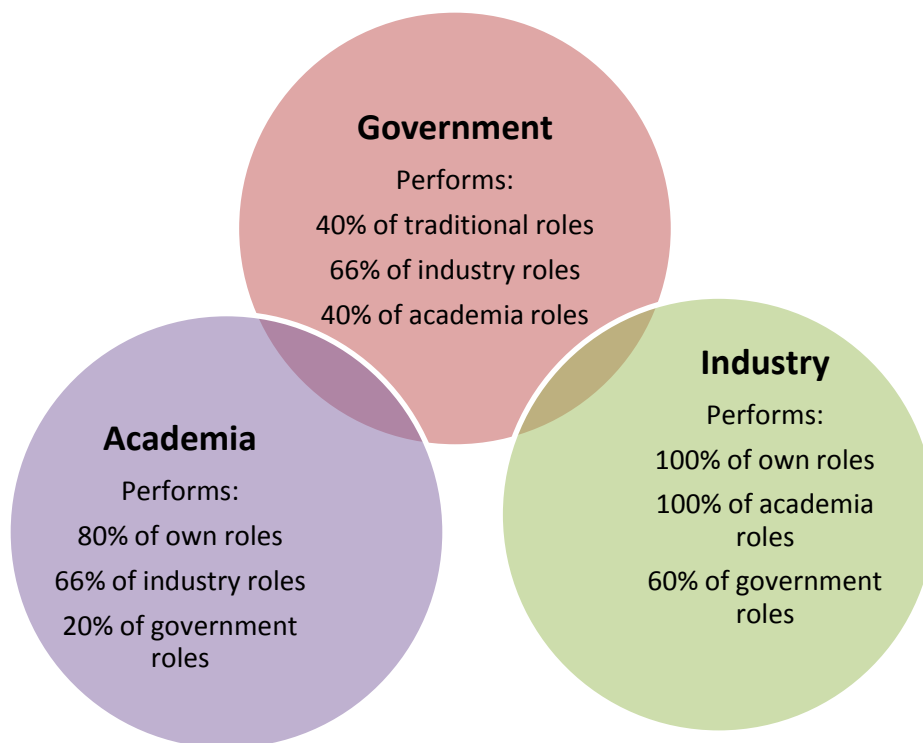 Government
Performs:
40% of traditional roles
66% of industry roles
40% of academia roles
Academia
Performs:
80% of own roles
66% of industry roles
20% of government
roles
Industry
Performs:
100% of own roles
100% of academia
roles
60% of government
roles